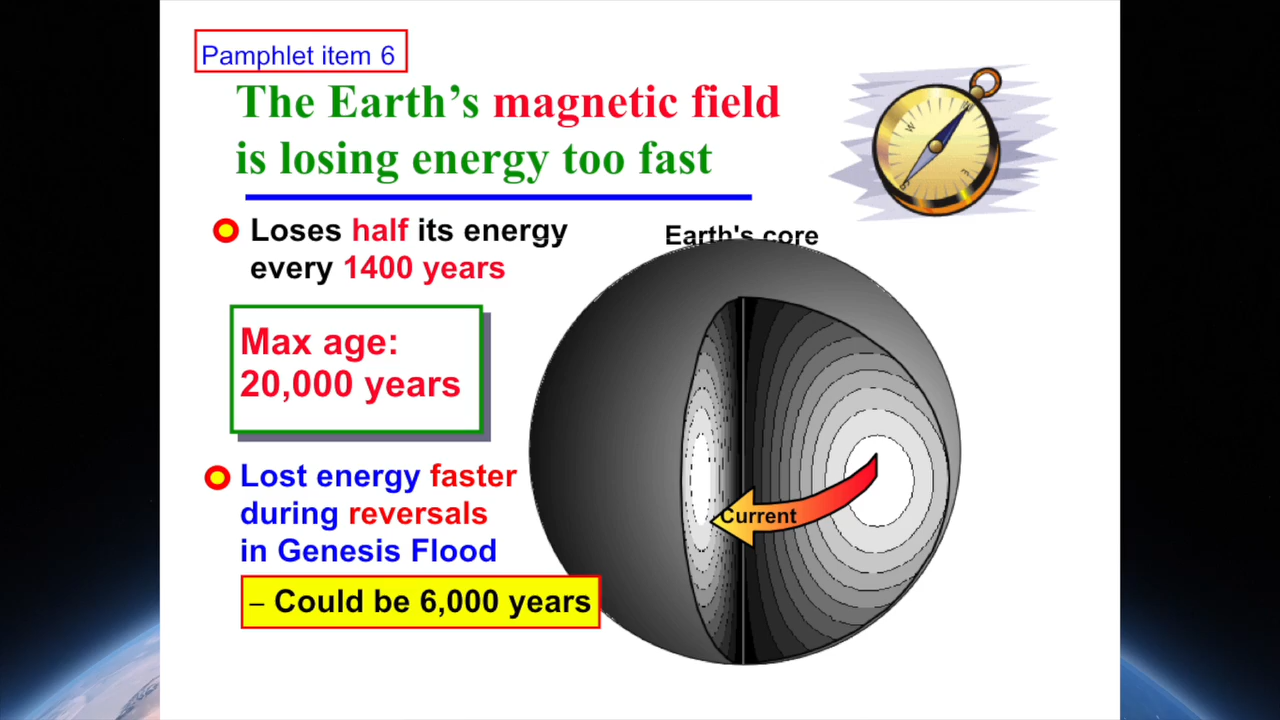 Pamphlet item 6
The Earth’s magnetic field
is losing energy too fast
Loses half its energy
every 1400 years
Earth's core
Max age:
20,000 years
Lost energy faster
during reversals
in Genesis Flood
Current
– Could be 6,000 years
N
W
E
S